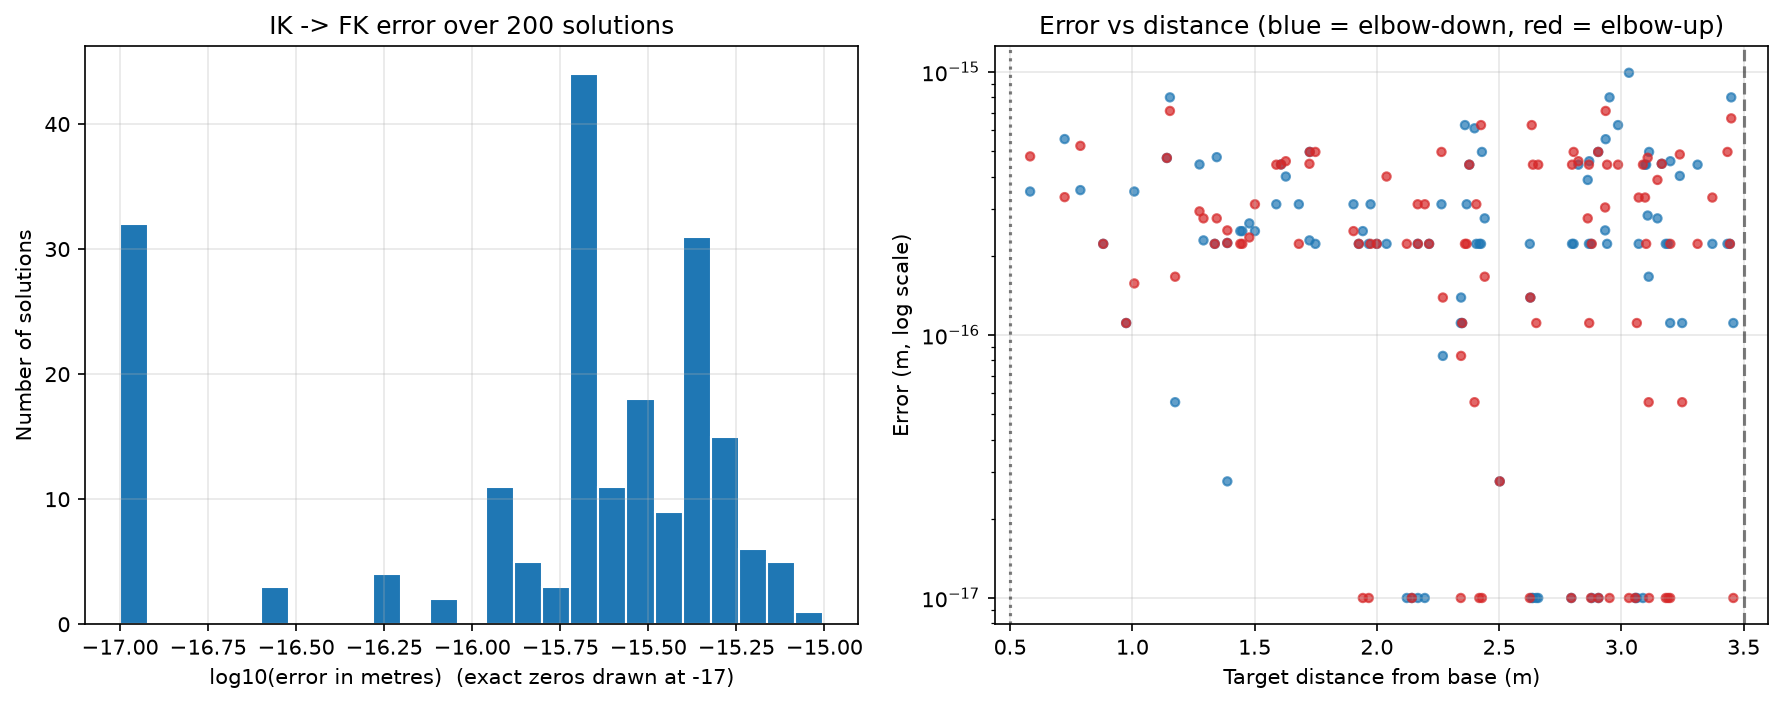 IK -> FK error over 200 solutions
Number of solutions
40
30
20
10
0
−17.00 −16.75 −16.50 −16.25 −16.00 −15.75 −15.50 −15.25 −15.00
log10(error in metres)  (exact zeros drawn at -17)
Error vs distance (blue = elbow-down, red = elbow-up)
Error (m, log scale)
10⁻¹⁵
10⁻¹⁶
10⁻¹⁷
0.5 1.0 1.5 2.0 2.5 3.0 3.5
Target distance from base (m)